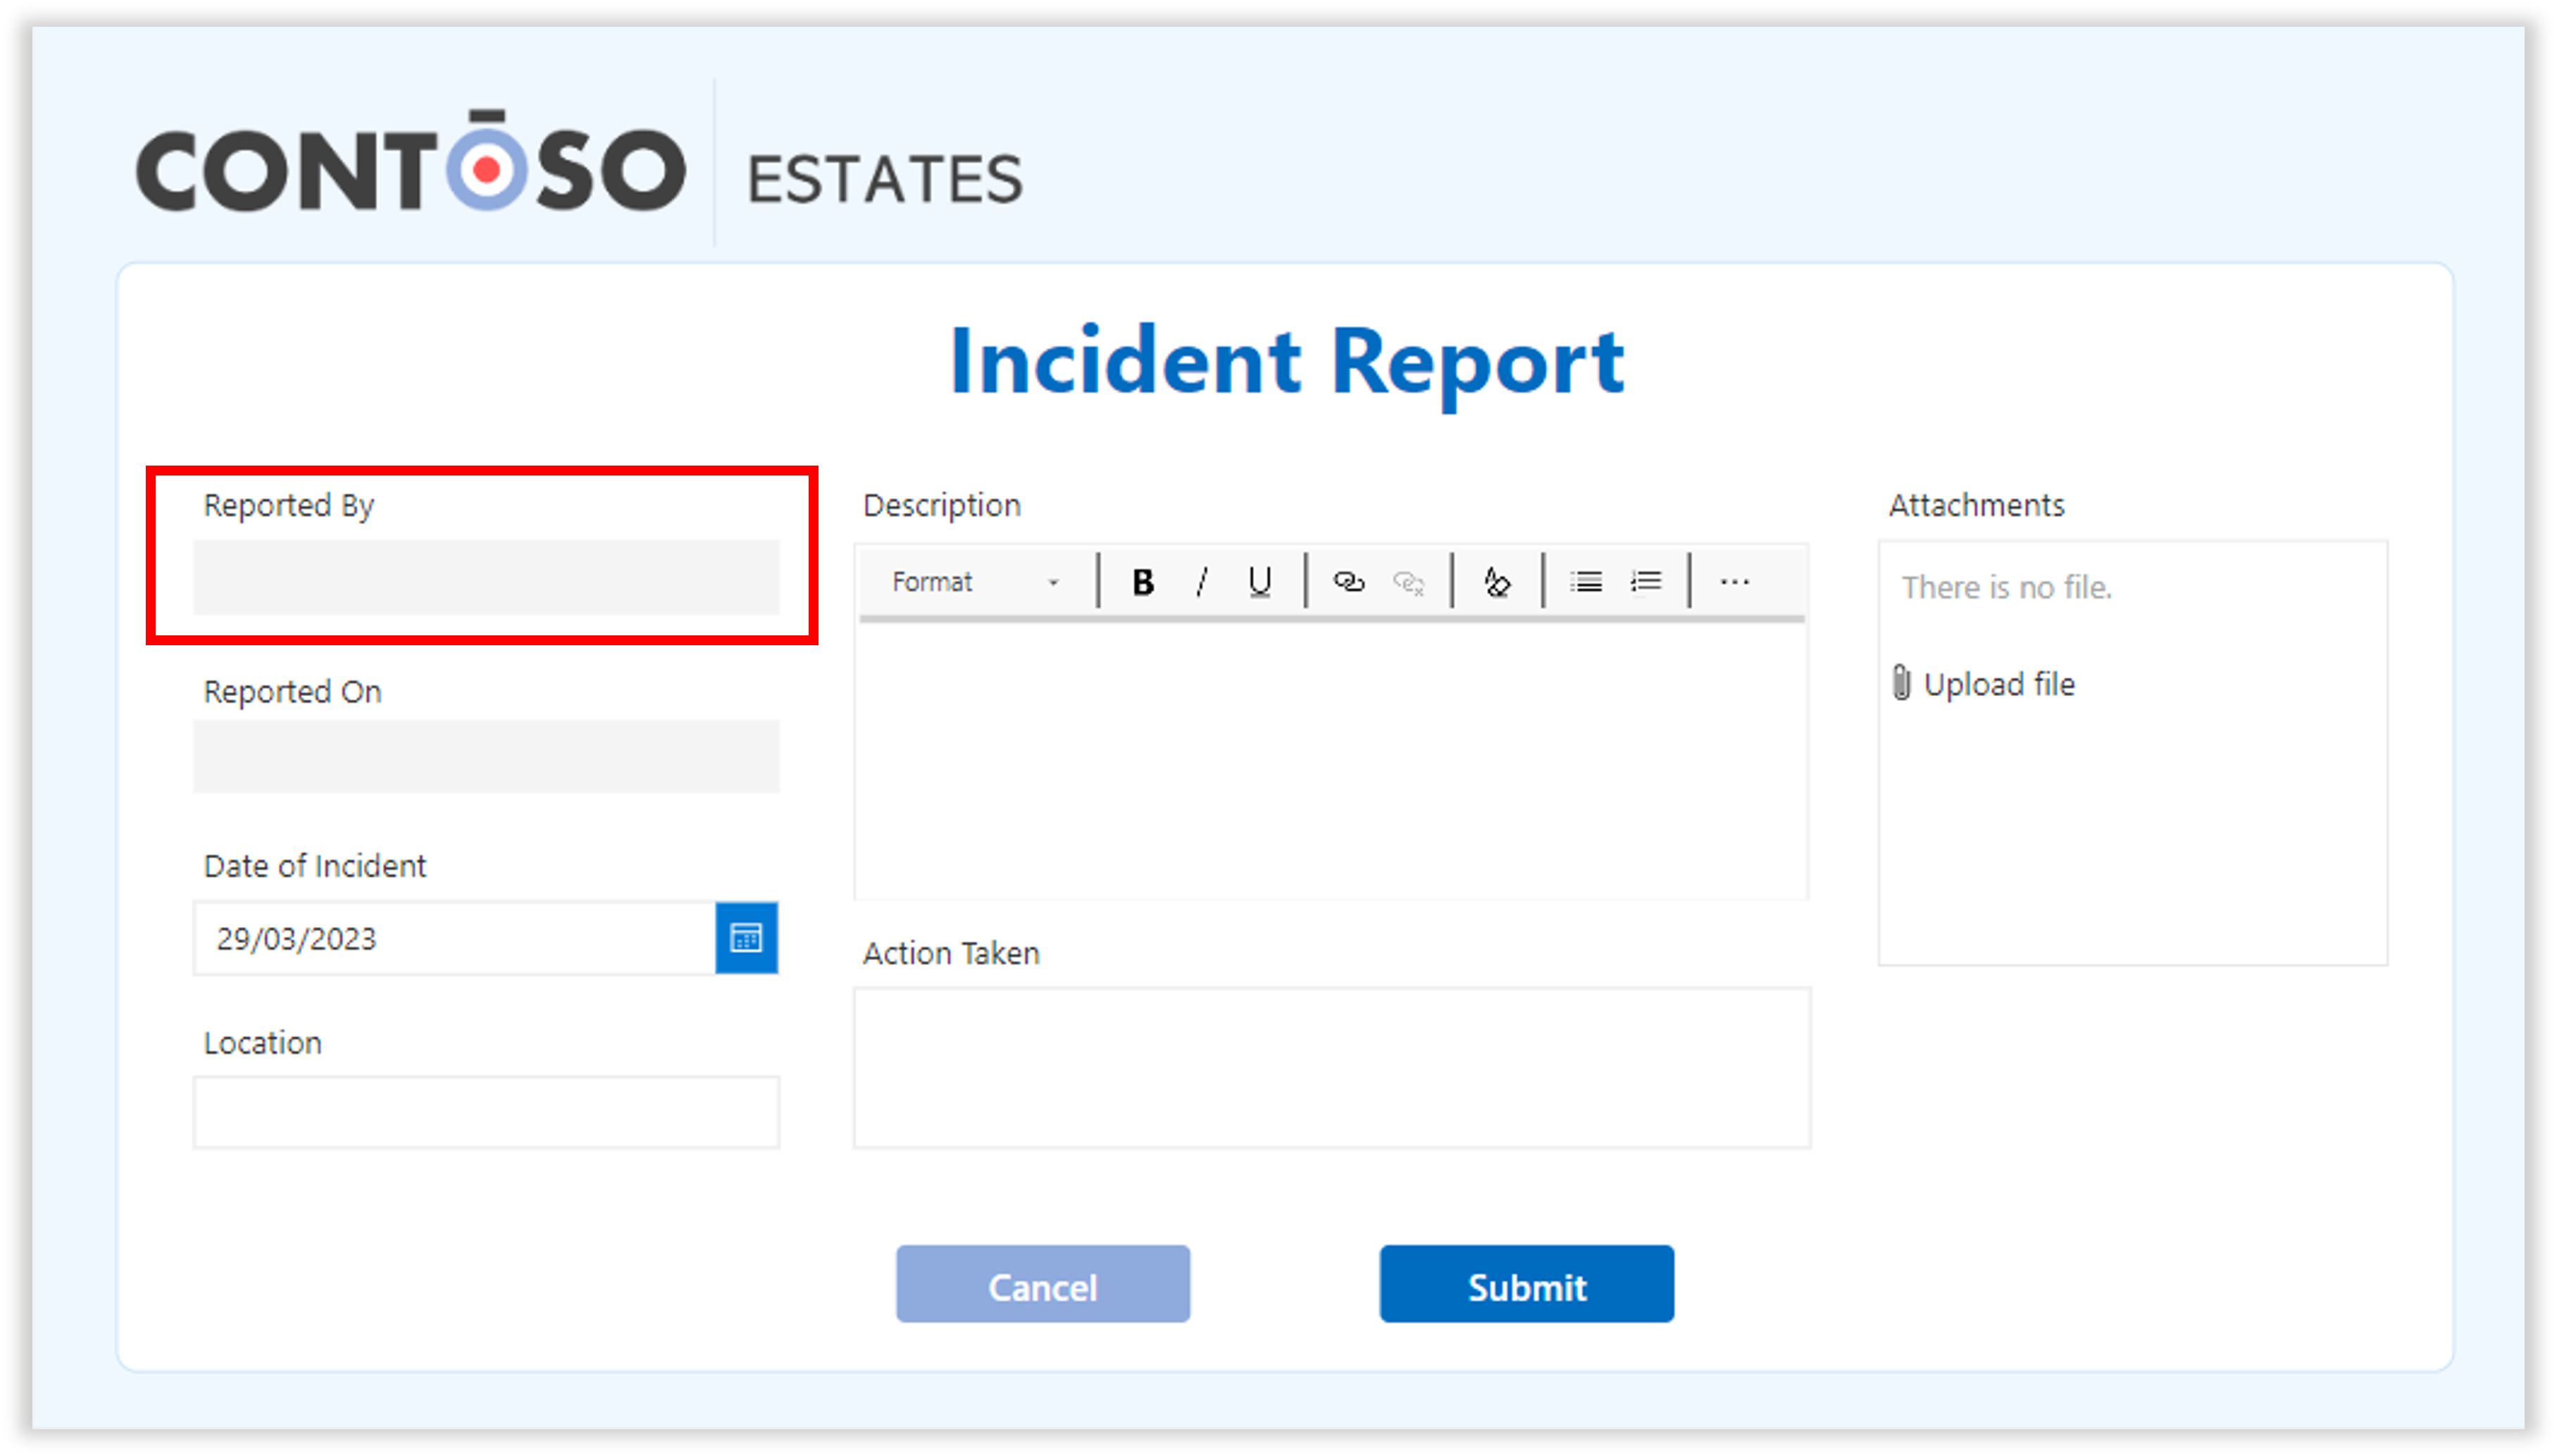 CONTŌSO
ESTATES
Incident Report
Reported By
Reported On
Date of Incident
29/03/2023
Location
Description
Format
B I U
Action Taken
Attachments
There is no file.
Upload file
Cancel
Submit